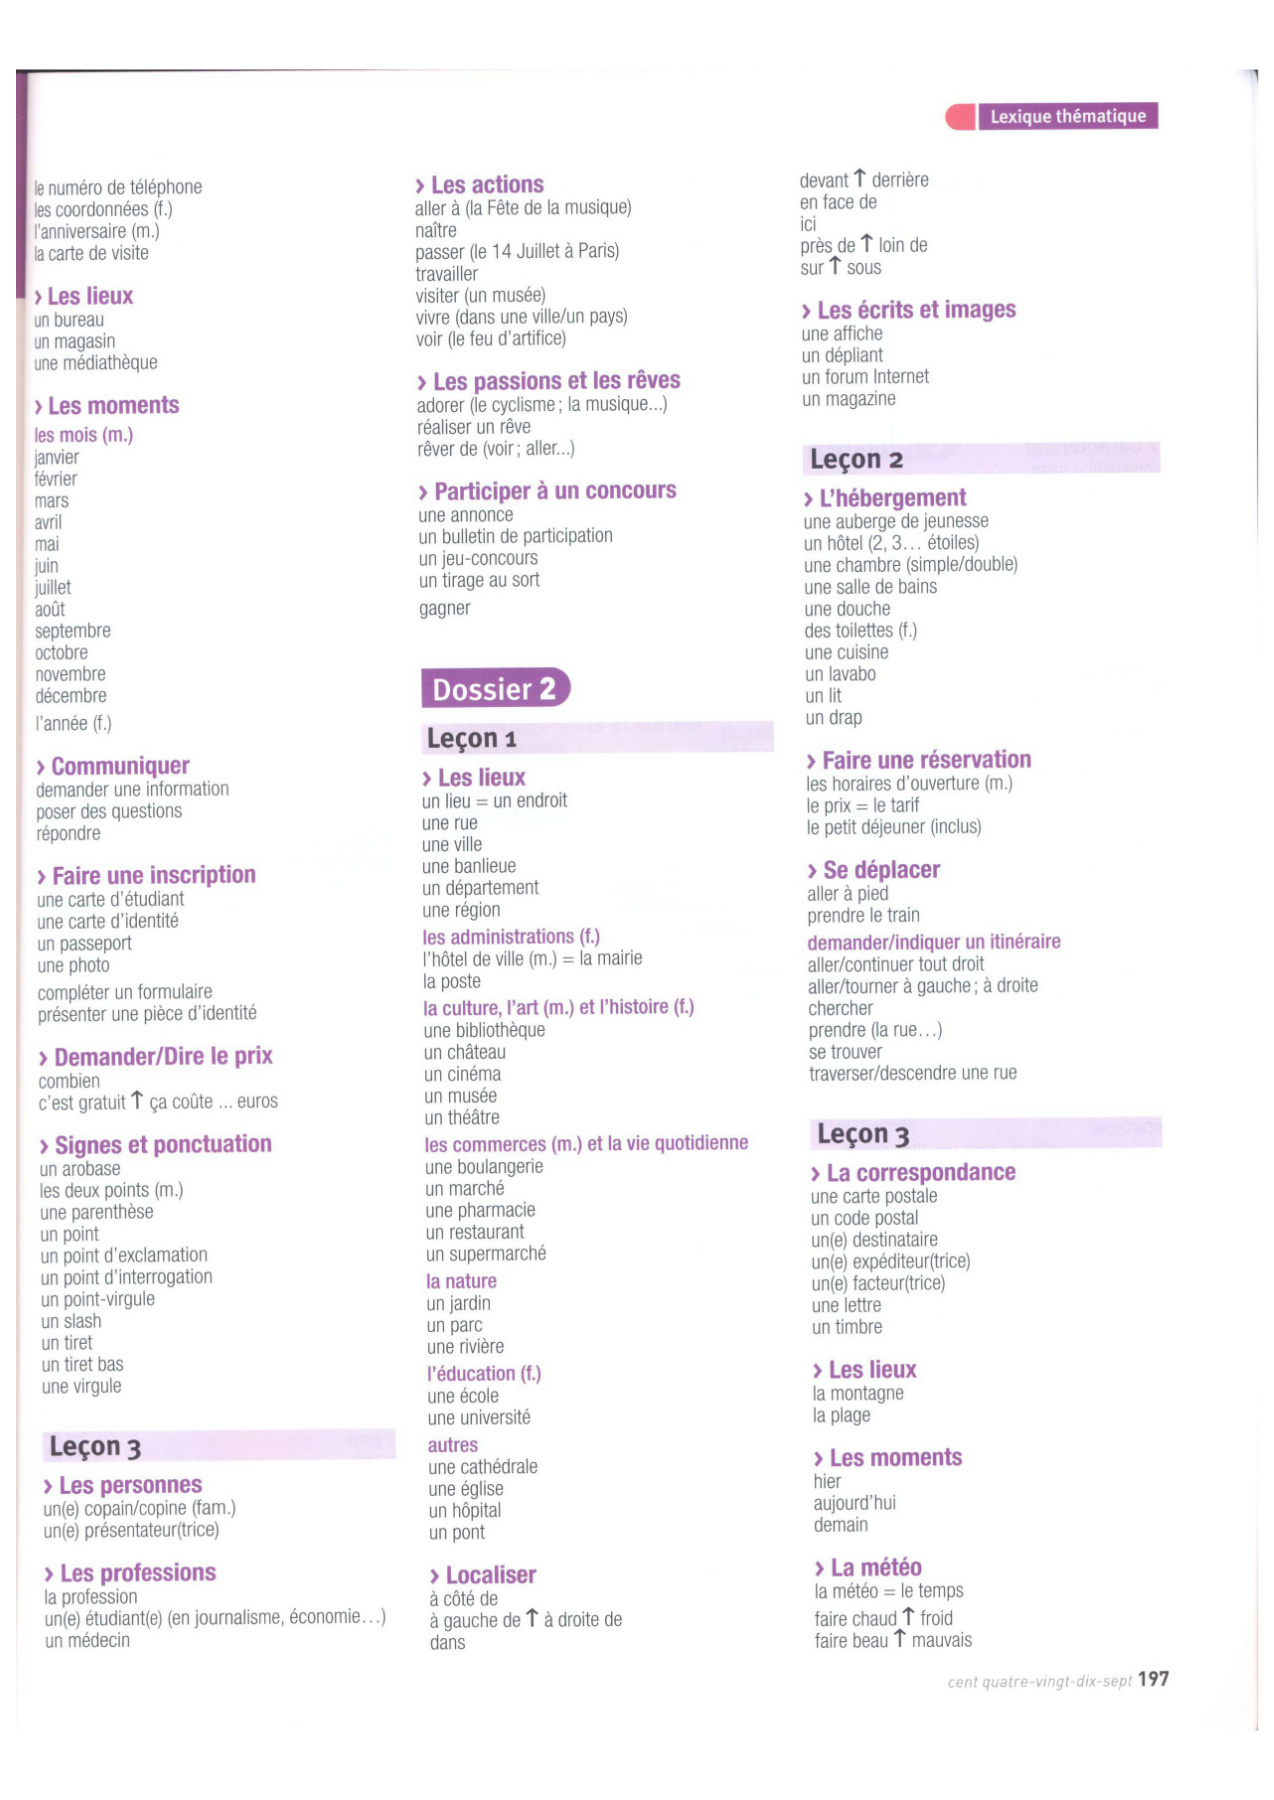 Lexique thématique
le numéro de téléphone
les coordonnées (f.)
l'anniversaire (m.)
la carte de visite
› Les lieux
un bureau
un magasin
une médiathèque
› Les moments
les mois (m.)
janvier
février
mars
avril
mai
juin
juillet
août
septembre
octobre
novembre
décembre
l'année (f.)
› Communiquer
demander une information
poser des questions
répondre
› Faire une inscription
une carte d'étudiant
une carte d'identité
un passeport
une photo
compléter un formulaire
présenter une pièce d'identité
› Demander/Dire le prix
combien
c'est gratuit ↑ ça coûte ... euros
› Signes et ponctuation
un arobase
les deux points (m.)
une parenthèse
un point
un point d'exclamation
un point d'interrogation
un point-virgule
un slash
un tiret
un tiret bas
une virgule
Leçon 3
› Les personnes
un(e) copain/copine (fam.)
un(e) présentateur(trice)
› Les professions
la profession
un(e) étudiant(e) (en journalisme, économie...)
un médecin
› Les actions
aller à (la Fête de la musique)
naître
passer (le 14 Juillet à Paris)
travailler
visiter (un musée)
vivre (dans une ville/un pays)
voir (le feu d'artifice)
› Les passions et les rêves
adorer (le cyclisme ; la musique...)
réaliser un rêve
rêver de (voir ; aller...)
› Participer à un concours
une annonce
un bulletin de participation
un jeu-concours
un tirage au sort
gagner
Dossier 2
Leçon 1
› Les lieux
un lieu = un endroit
une rue
une ville
une banlieue
un département
une région
les administrations (f.)
l'hôtel de ville (m.) = la mairie
la poste
la culture, l'art (m.) et l'histoire (f.)
une bibliothèque
un château
un cinéma
un musée
un théâtre
les commerces (m.) et la vie quotidienne
une boulangerie
un marché
une pharmacie
un restaurant
un supermarché
la nature
un jardin
un parc
une rivière
l'éducation (f.)
une école
une université
autres
une cathédrale
une église
un hôpital
un pont
› Localiser
à côté de
à gauche de ↑ à droite de
dans
devant ↑ derrière
en face de
ici
près de ↑ loin de
sur ↑ sous
› Les écrits et images
une affiche
un dépliant
un forum Internet
un magazine
Leçon 2
› L'hébergement
une auberge de jeunesse
un hôtel (2, 3... étoiles)
une chambre (simple/double)
une salle de bains
une douche
des toilettes (f.)
une cuisine
un lavabo
un lit
un drap
› Faire une réservation
les horaires d'ouverture (m.)
le prix = le tarif
le petit déjeuner (inclus)
› Se déplacer
aller à pied
prendre le train
demander/indiquer un itinéraire
aller/continuer tout droit
aller/tourner à gauche ; à droite
chercher
prendre (la rue...)
se trouver
traverser/descendre une rue
Leçon 3
› La correspondance
une carte postale
un code postal
un(e) destinataire
un(e) expéditeur(trice)
un(e) facteur(trice)
une lettre
un timbre
› Les lieux
la montagne
la plage
› Les moments
hier
aujourd'hui
demain
› La météo
la météo = le temps
faire chaud ↑ froid
faire beau ↑ mauvais
cent quatre-vingt-dix-sept 197